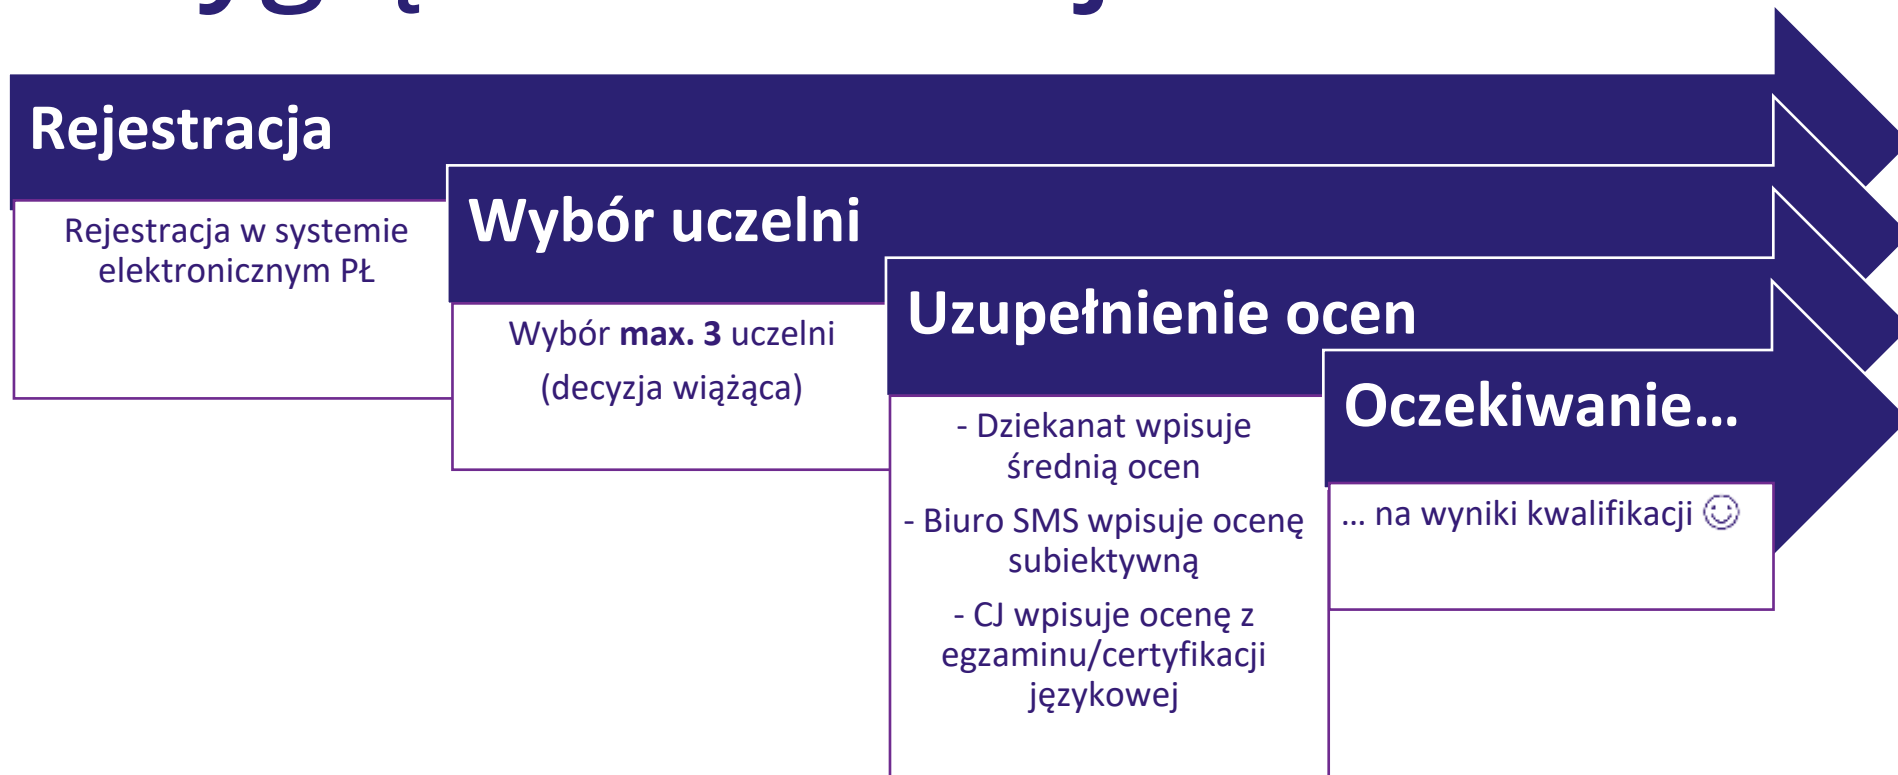 Rejestracja
Rejestracja w systemie
elektronicznym PŁ
Wybór uczelni
Wybór max. 3 uczelni
(decyzja wiążąca)
Uzupełnienie ocen
- Dziekanat wpisuje
średnią ocen
- Biuro SMS wpisuje ocenę
subiektywną
- CJ wpisuje ocenę z
egzaminu/certyfikacji
językowej
Oczekiwanie...
... na wyniki kwalifikacji ☺